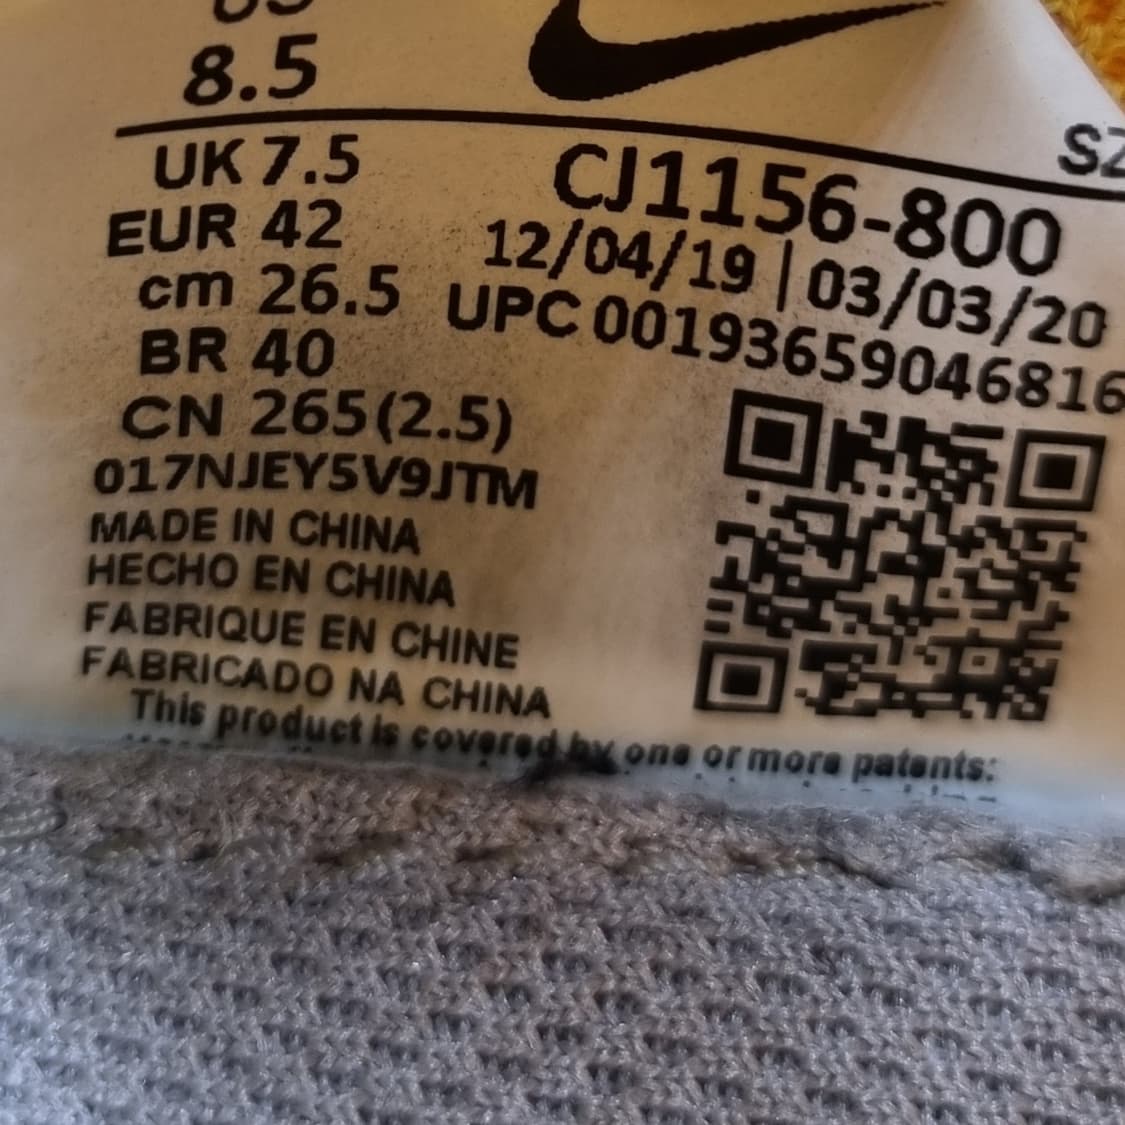 8.5
SZ
UK 7.5
EUR 42
cm 26.5
BR 40
CN 265(2.5)
017NJEY5V9JTM
MADE IN CHINA
HECHO EN CHINA
FABRIQUE EN CHINE
FABRICADO NA CHINA
This product is covered by one or more patents:
CJ1156-800
12/04/19 | 03/03/20
UPC 00193659046816